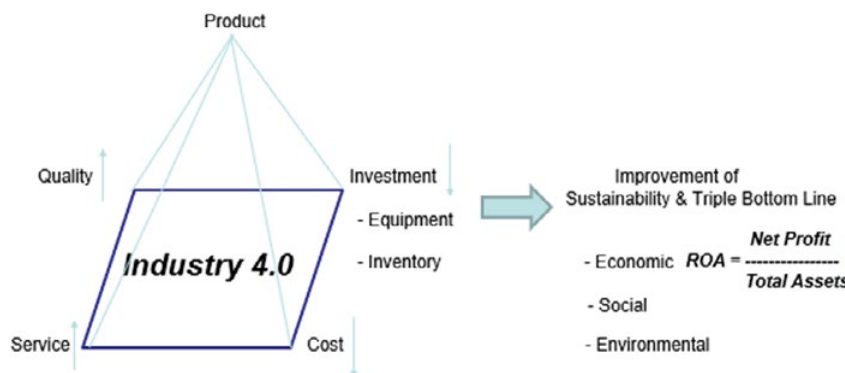 Product
Quality
Investment
- Equipment
- Inventory
Industry 4.0
Service
Cost
Improvement of
Sustainability & Triple Bottom Line
- Economic ROA = Net Profit
----------------
Total Assets
- Social
- Environmental